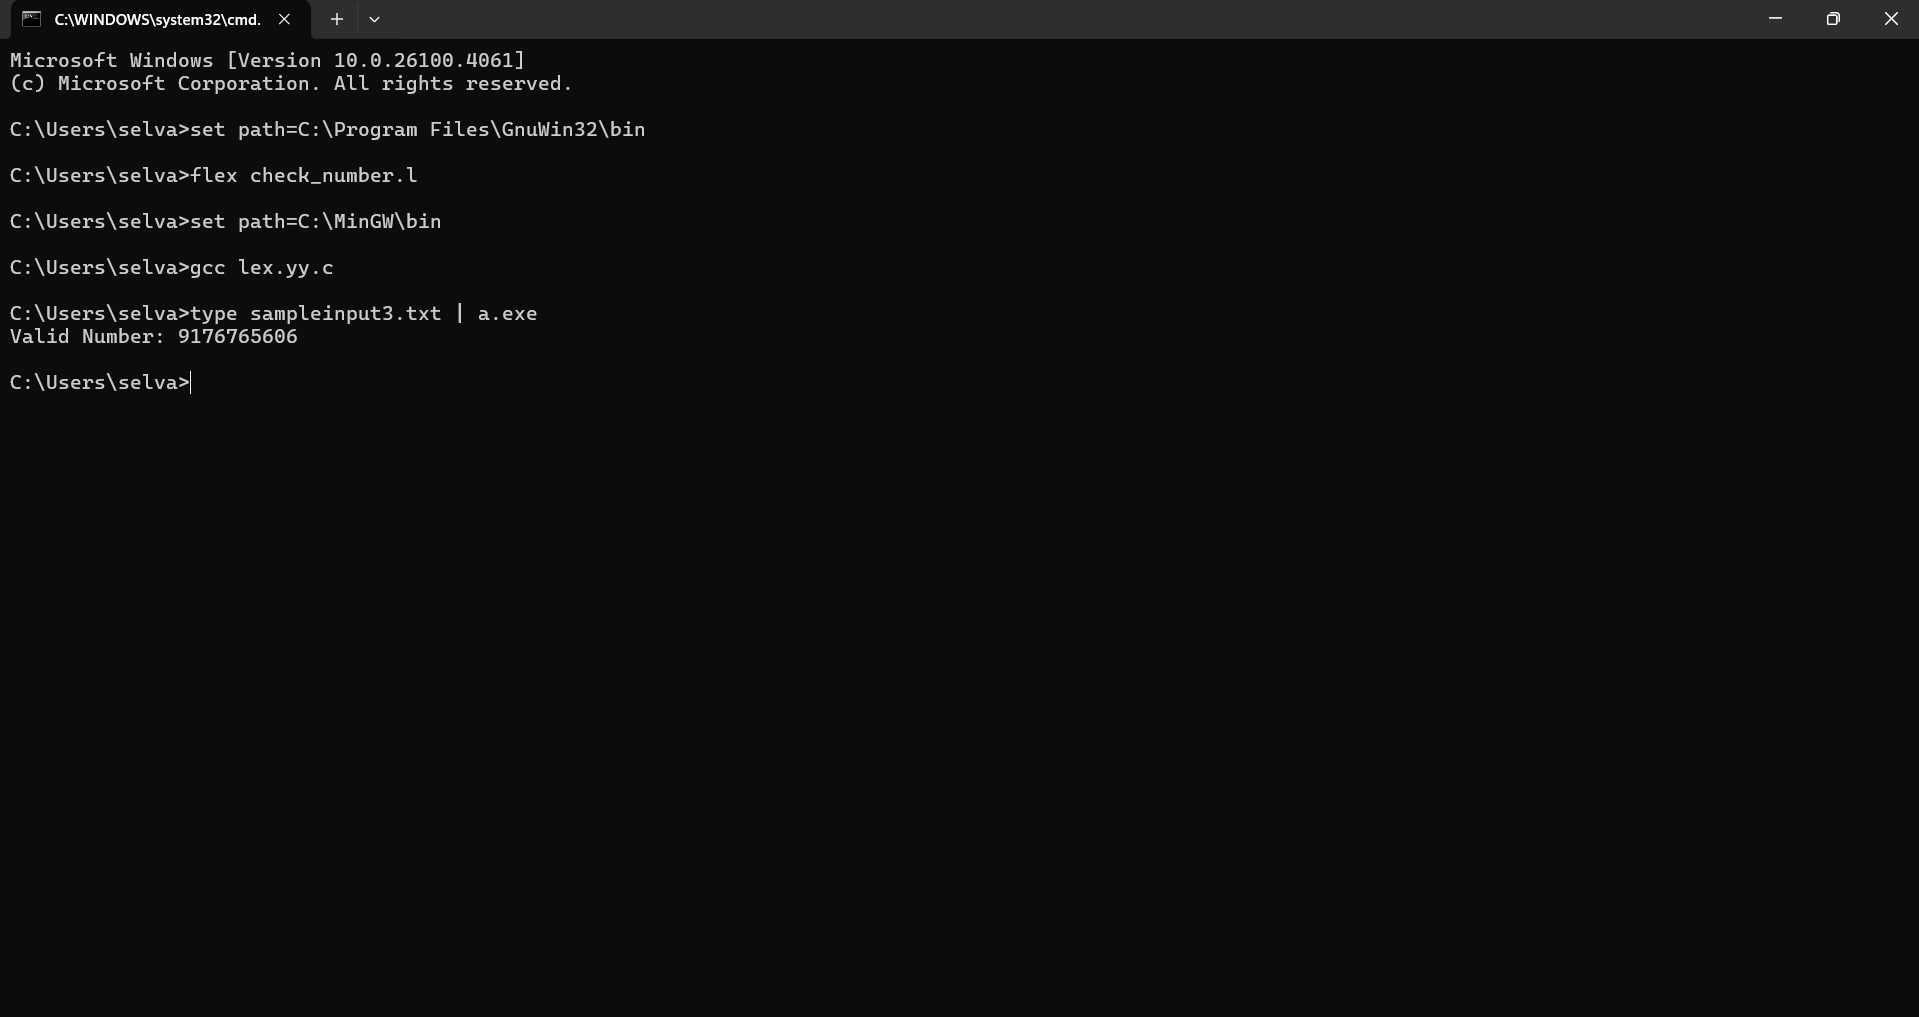 C:\WINDOWS\system32\cmd.
Microsoft Windows [Version 10.0.26100.4061]
(c) Microsoft Corporation. All rights reserved.
C:\Users\selva>set path=C:\Program Files\GnuWin32\bin
C:\Users\selva>flex check_number.l
C:\Users\selva>set path=C:\MinGW\bin
C:\Users\selva>gcc lex.yy.c
C:\Users\selva>type sampleinput3.txt | a.exe
Valid Number: 9176765606
C:\Users\selva>